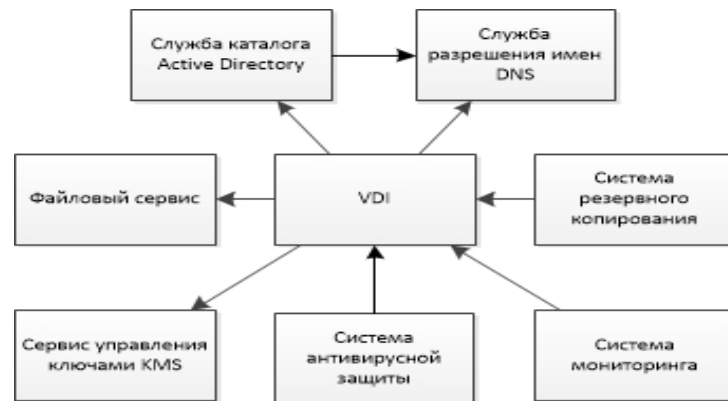 Служба каталога
Active Directory
Служба
разрешения имен
DNS
Файловый сервис
VDI
Система
резервного
копирования
Сервис управления
ключами KMS
Система
антивирусной
защиты
Система
мониторинга